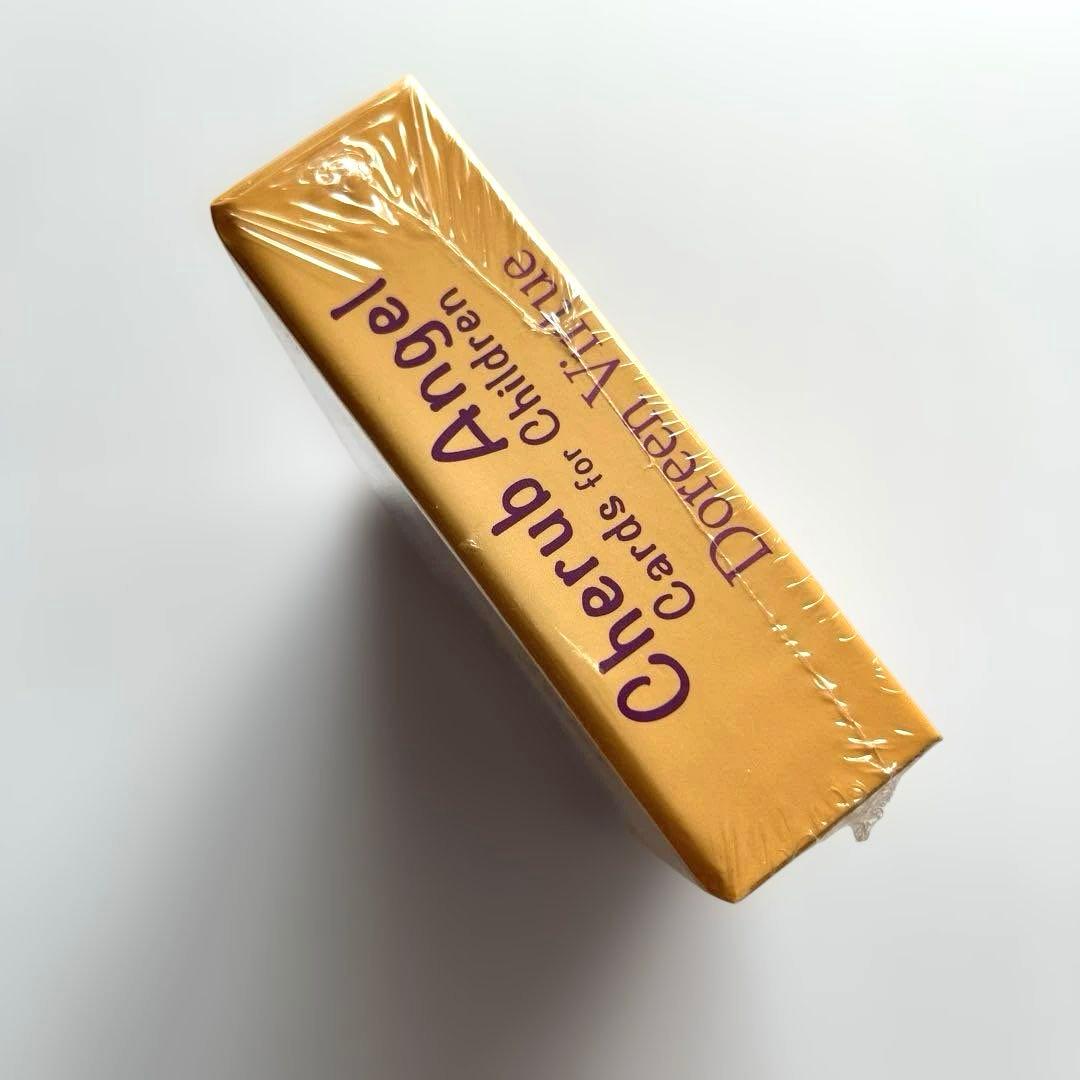 Cherub Angel
Cards for Children
Doreen Virtue